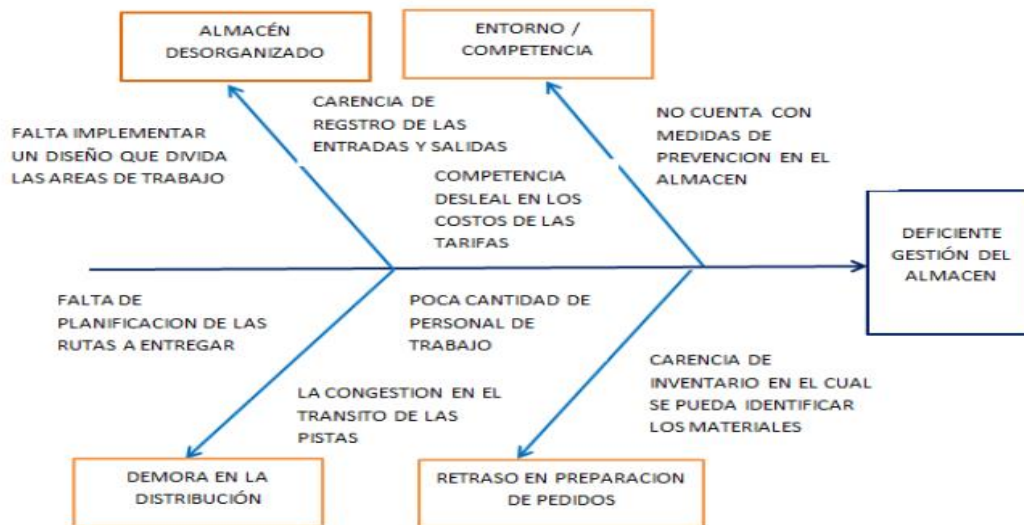 ALMACÉN
DESORGANIZADO
ENTORNO /
COMPETENCIA
FALTA IMPLEMENTAR
UN DISEÑO QUE DIVIDA
LAS AREAS DE TRABAJO
CARENCIA DE
REGSTRO DE LAS
ENTRADAS Y SALIDAS
COMPETENCIA
DESLEAL EN LOS
COSTOS DE LAS
TARIFAS
NO CUENTA CON
MEDIDAS DE
PREVENCION EN EL
ALMACEN
DEFICIENTE
GESTIÓN DEL
ALMACEN
FALTA DE
PLANIFICACION DE LAS
RUTAS A ENTREGAR
LA CONGESTION EN EL
TRANSITO DE LAS
PISTAS
POCA CANTIDAD DE
PERSONAL DE
TRABAJO
CARENCIA DE
INVENTARIO EN EL CUAL
SE PUEDA IDENTIFICAR
LOS MATERIALES
DEMORA EN LA
DISTRIBUCIÓN
RETRASO EN PREPARACION
DE PEDIDOS